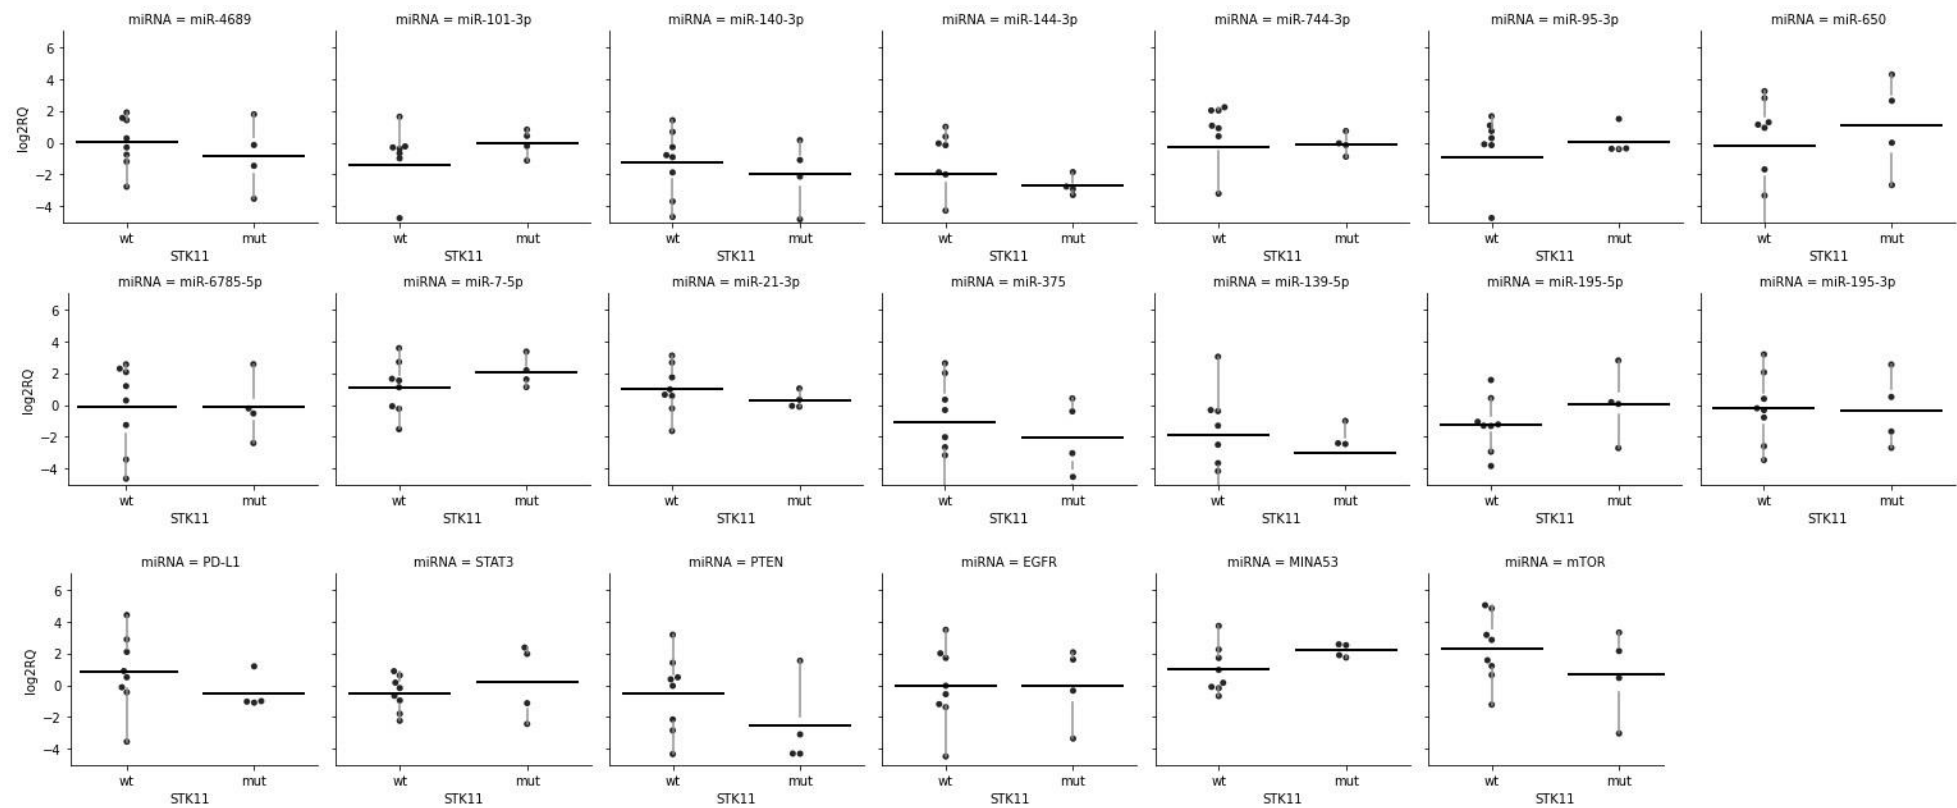 miRNA = miR-4689 miRNA = miR-101-3p miRNA = miR-140-3p miRNA = miR-144-3p miRNA = miR-744-3p miRNA = miR-95-3p miRNA = miR-650
6
4
2
0
−2
−4
log2RQ
wt mut wt mut wt mut wt mut wt mut wt mut wt mut
STK11 STK11 STK11 STK11 STK11 STK11 STK11
miRNA = miR-6785-5p miRNA = miR-7-5p miRNA = miR-21-3p miRNA = miR-375 miRNA = miR-139-5p miRNA = miR-195-5p miRNA = miR-195-3p
6
4
2
0
−2
−4
log2RQ
wt mut wt mut wt mut wt mut wt mut wt mut wt mut
STK11 STK11 STK11 STK11 STK11 STK11 STK11
miRNA = PD-L1 miRNA = STAT3 miRNA = PTEN miRNA = EGFR miRNA = MINA53 miRNA = mTOR
6
4
2
0
−2
−4
log2RQ
wt mut wt mut wt mut wt mut wt mut wt mut
STK11 STK11 STK11 STK11 STK11 STK11